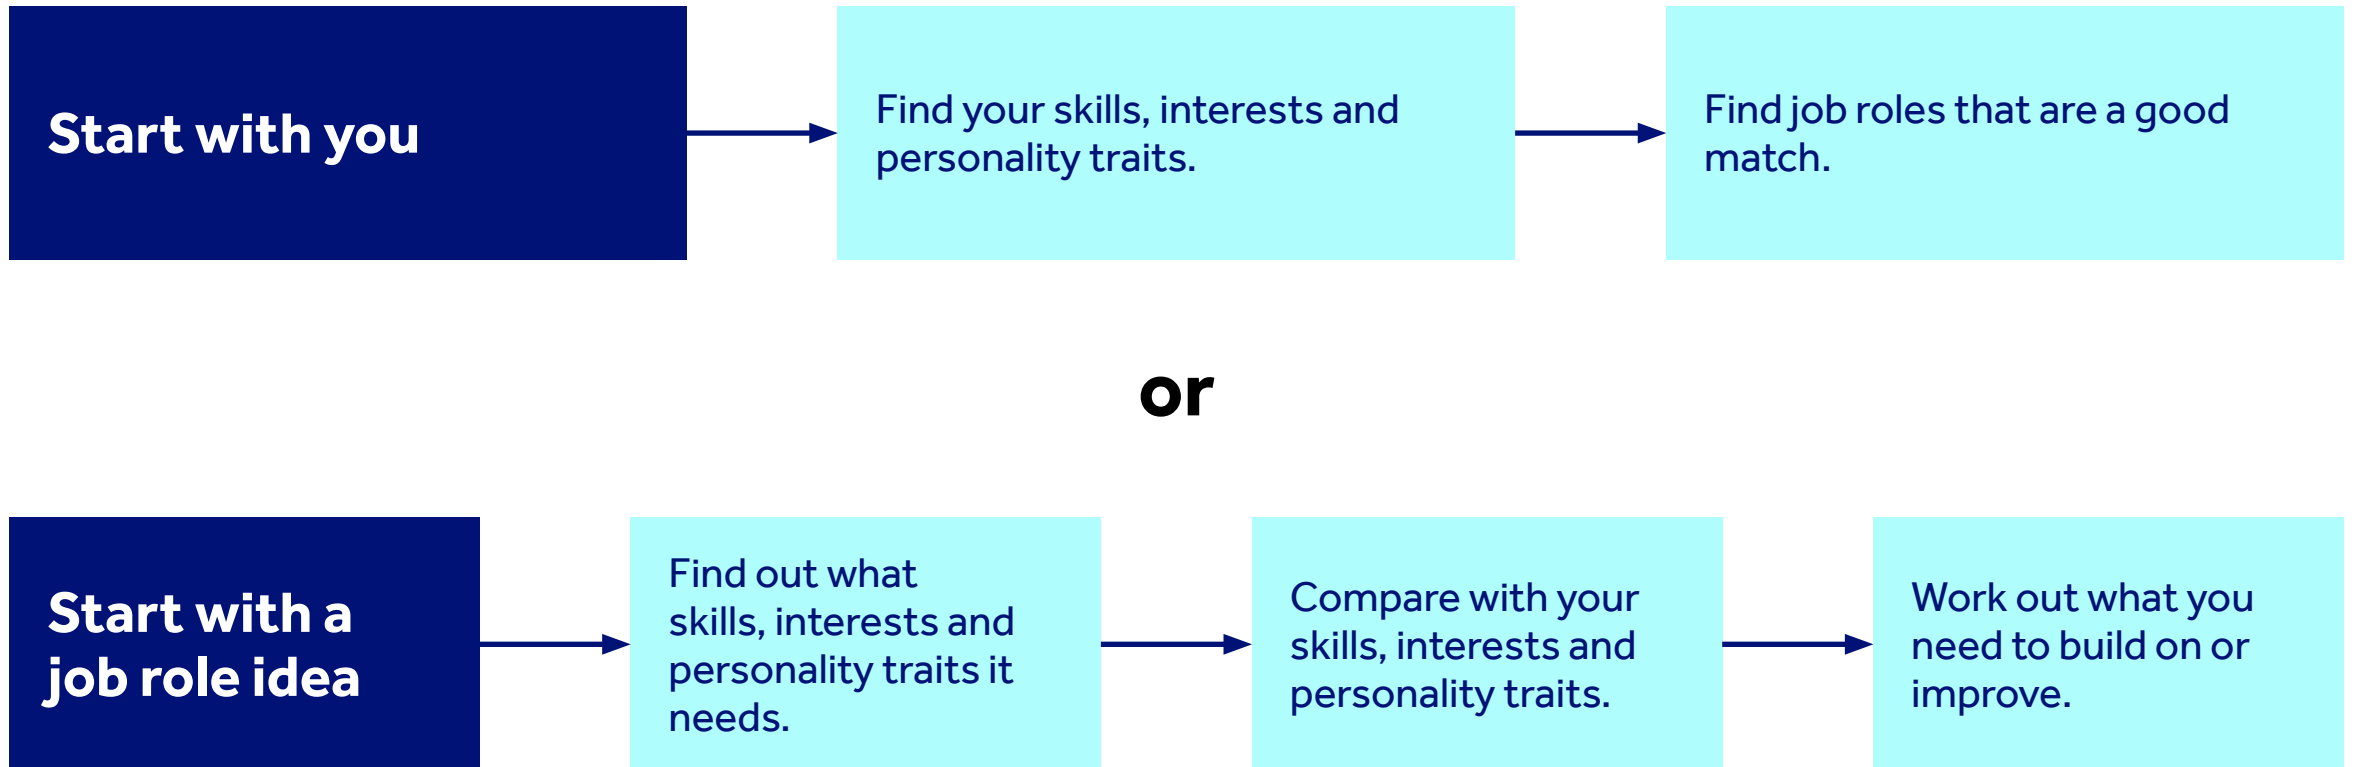 Start with you
Find your skills, interests and
personality traits.
Find job roles that are a good
match.
or
Start with a
job role idea
Find out what
skills, interests and
personality traits it
needs.
Compare with your
skills, interests and
personality traits.
Work out what you
need to build on or
improve.